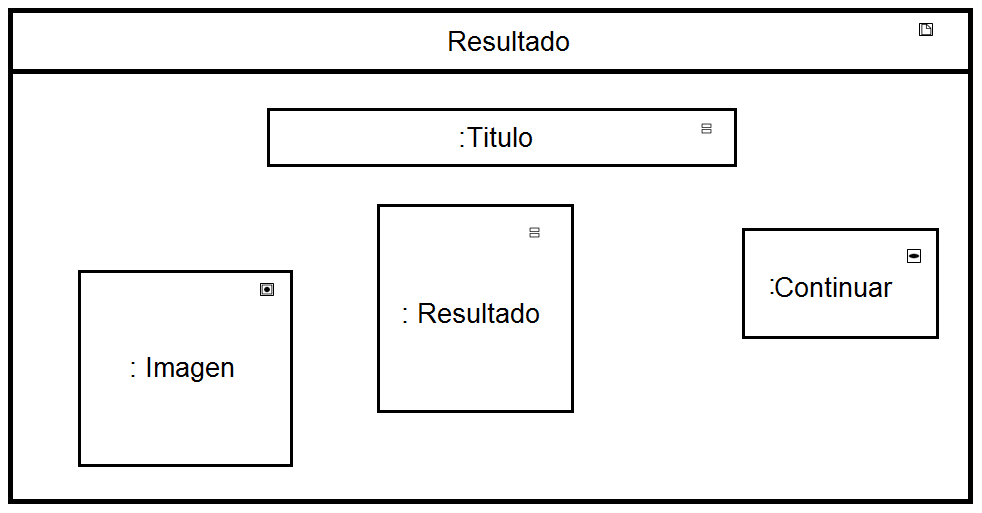 Resultado
:Titulo
: Resultado
:Continuar
: Imagen